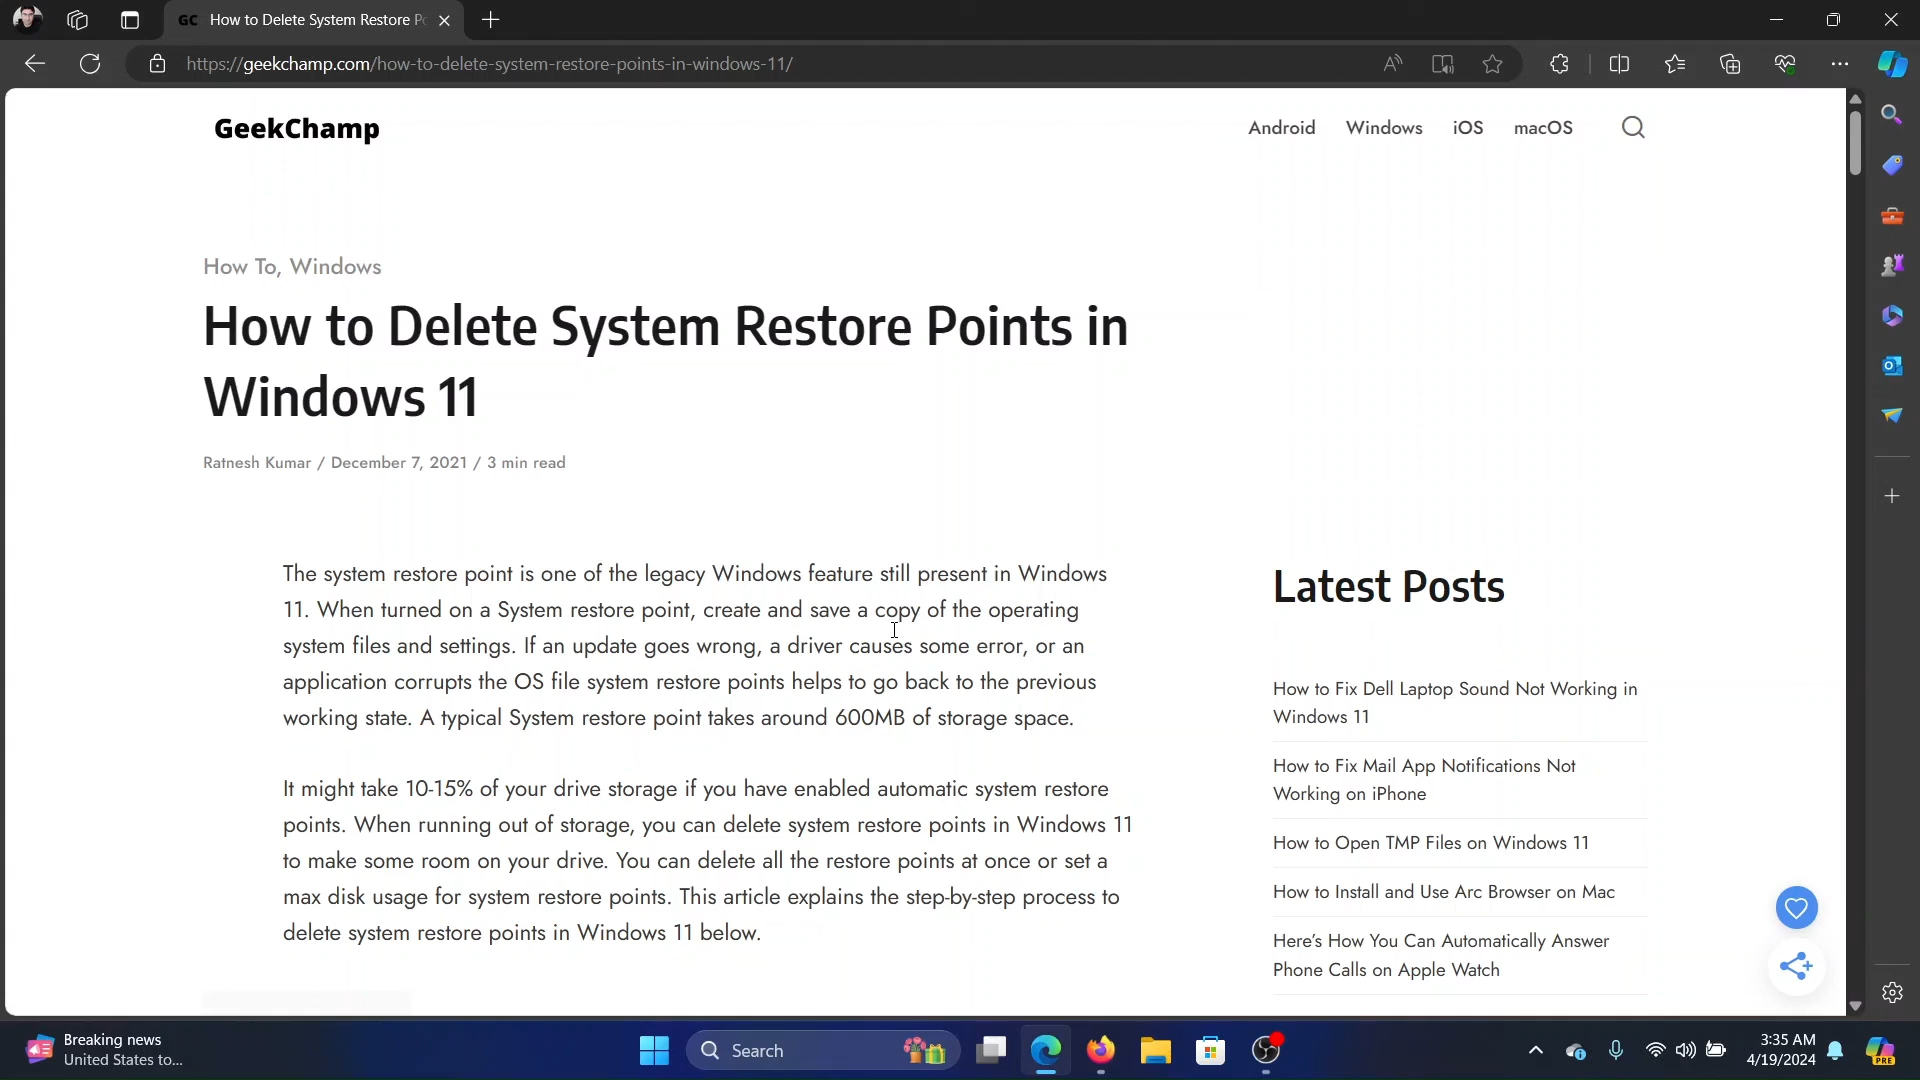 GC How to Delete System Restore Po
https://geekchamp.com/how-to-delete-system-restore-points-in-windows-11/
GeekChamp
Android Windows iOS macOS
How To, Windows
How to Delete System Restore Points in
Windows 11
Ratnesh Kumar / December 7, 2021 / 3 min read
The system restore point is one of the legacy Windows feature still present in Windows
11. When turned on a System restore point, create and save a copy of the operating
system files and settings. If an update goes wrong, a driver causes some error, or an
application corrupts the OS file system restore points helps to go back to the previous
working state. A typical System restore point takes around 600MB of storage space.
It might take 10-15% of your drive storage if you have enabled automatic system restore
points. When running out of storage, you can delete system restore points in Windows 11
to make some room on your drive. You can delete all the restore points at once or set a
max disk usage for system restore points. This article explains the step-by-step process to
delete system restore points in Windows 11 below.
Latest Posts
How to Fix Dell Laptop Sound Not Working in
Windows 11
How to Fix Mail App Notifications Not
Working on iPhone
How to Open TMP Files on Windows 11
How to Install and Use Arc Browser on Mac
Here's How You Can Automatically Answer
Phone Calls on Apple Watch
Breaking news
United States to...
Search
3:35 AM
4/19/2024
PRE